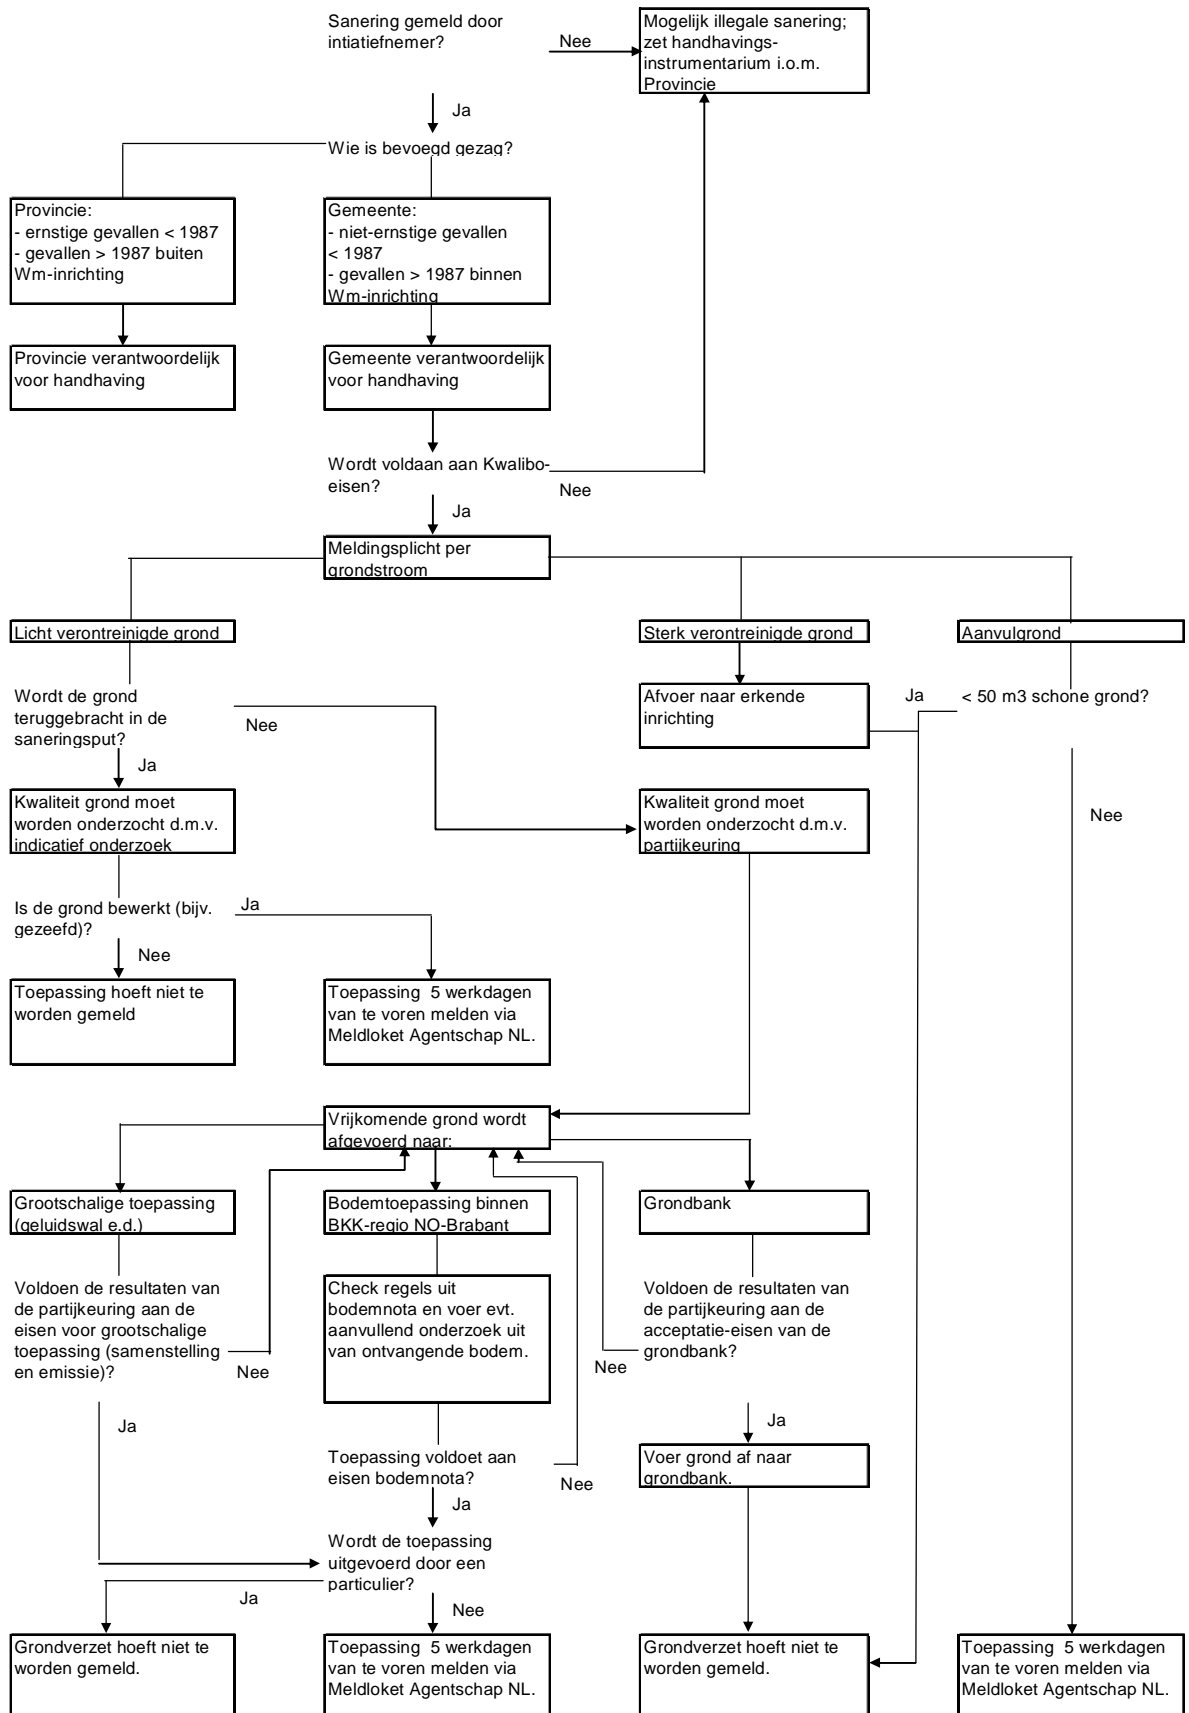 Sanering gemeld door
intiatiefnemer?
Nee
Mogelijk illegale sanering;
zet handhavings-
instrumentarium i.o.m.
Provincie
Ja
Wie is bevoegd gezag?
Provincie:
- ernstige gevallen < 1987
- gevallen > 1987 buiten
Wm-inrichting
Gemeente:
- niet-ernstige gevallen
< 1987
- gevallen > 1987 binnen
Wm-inrichting
Provincie verantwoordelijk
voor handhaving
Gemeente verantwoordelijk
voor handhaving
Wordt voldaan aan Kwalibo-
eisen?
Nee
Ja
Meldingsplicht per
grondstroom
Licht verontreinigde grond
Sterk verontreinigde grond
Aanvulgrond
Wordt de grond
teruggebracht in de
saneringsput?
Nee
Afvoer naar erkende
inrichting
Ja
< 50 m3 schone grond?
Ja
Kwaliteit grond moet
worden onderzocht d.m.v.
indicatief onderzoek
Kwaliteit grond moet
worden onderzocht d.m.v.
partijkeuring
Nee
Is de grond bewerkt (bijv.
gezeefd)?
Ja
Nee
Toepassing hoeft niet te
worden gemeld
Toepassing  5 werkdagen
van te voren melden via
Meldloket Agentschap NL.
Vrijkomende grond wordt
afgevoerd naar:
Grootschalige toepassing
(geluidswal e.d.)
Bodemtoepassing binnen
BKK-regio NO-Brabant
Grondbank
Voldoen de resultaten van
de partijkeuring aan de
eisen voor grootschalige
toepassing (samenstelling
en emissie)?
Nee
Check regels uit
bodemnota en voer evt.
aanvullend onderzoek uit
van ontvangende bodem.
Voldoen de resultaten van
de partijkeuring aan de
acceptatie-eisen van de
grondbank?
Nee
Ja
Ja
Toepassing voldoet aan
eisen bodemnota?
Nee
Voer grond af naar
grondbank.
Ja
Wordt de toepassing
uitgevoerd door een
particulier?
Ja
Nee
Grondverzet hoeft niet te
worden gemeld.
Toepassing  5 werkdagen
van te voren melden via
Meldloket Agentschap NL.
Grondverzet hoeft niet te
worden gemeld.
Toepassing  5 werkdagen
van te voren melden via
Meldloket Agentschap NL.